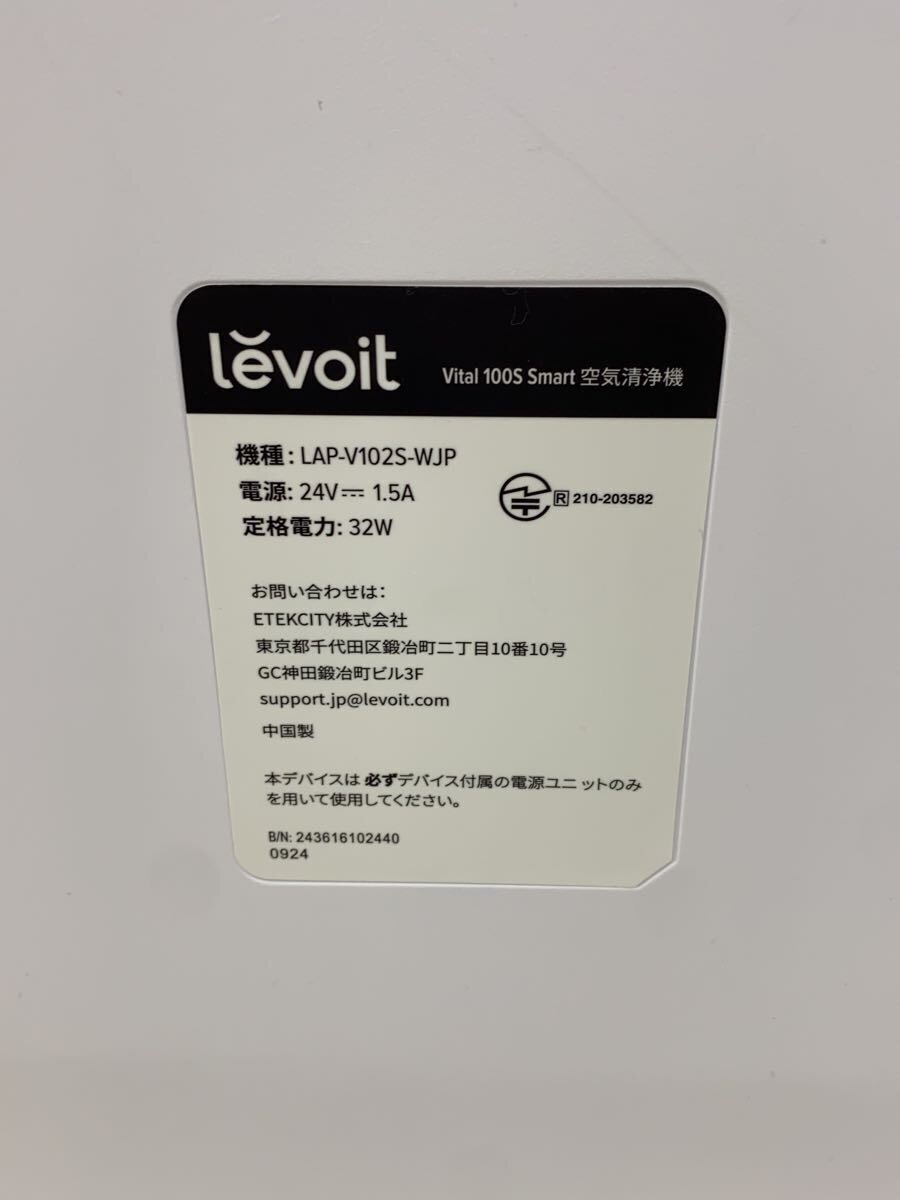 lěvoit
Vital 100S Smart 空気清浄機
機種: LAP-V102S-WJP
電源: 24V⎓ 1.5A
定格電力: 32W
R 210-203582
お問い合わせは:
ETEKCITY株式会社
東京都千代田区鍛冶町二丁目10番10号
GC神田鍛冶町ビル3F
support.jp@levoit.com
中国製
本デバイスは 必ずデバイス付属の電源ユニットのみ
を用いて使用してください。
B/N: 243616102440
0924